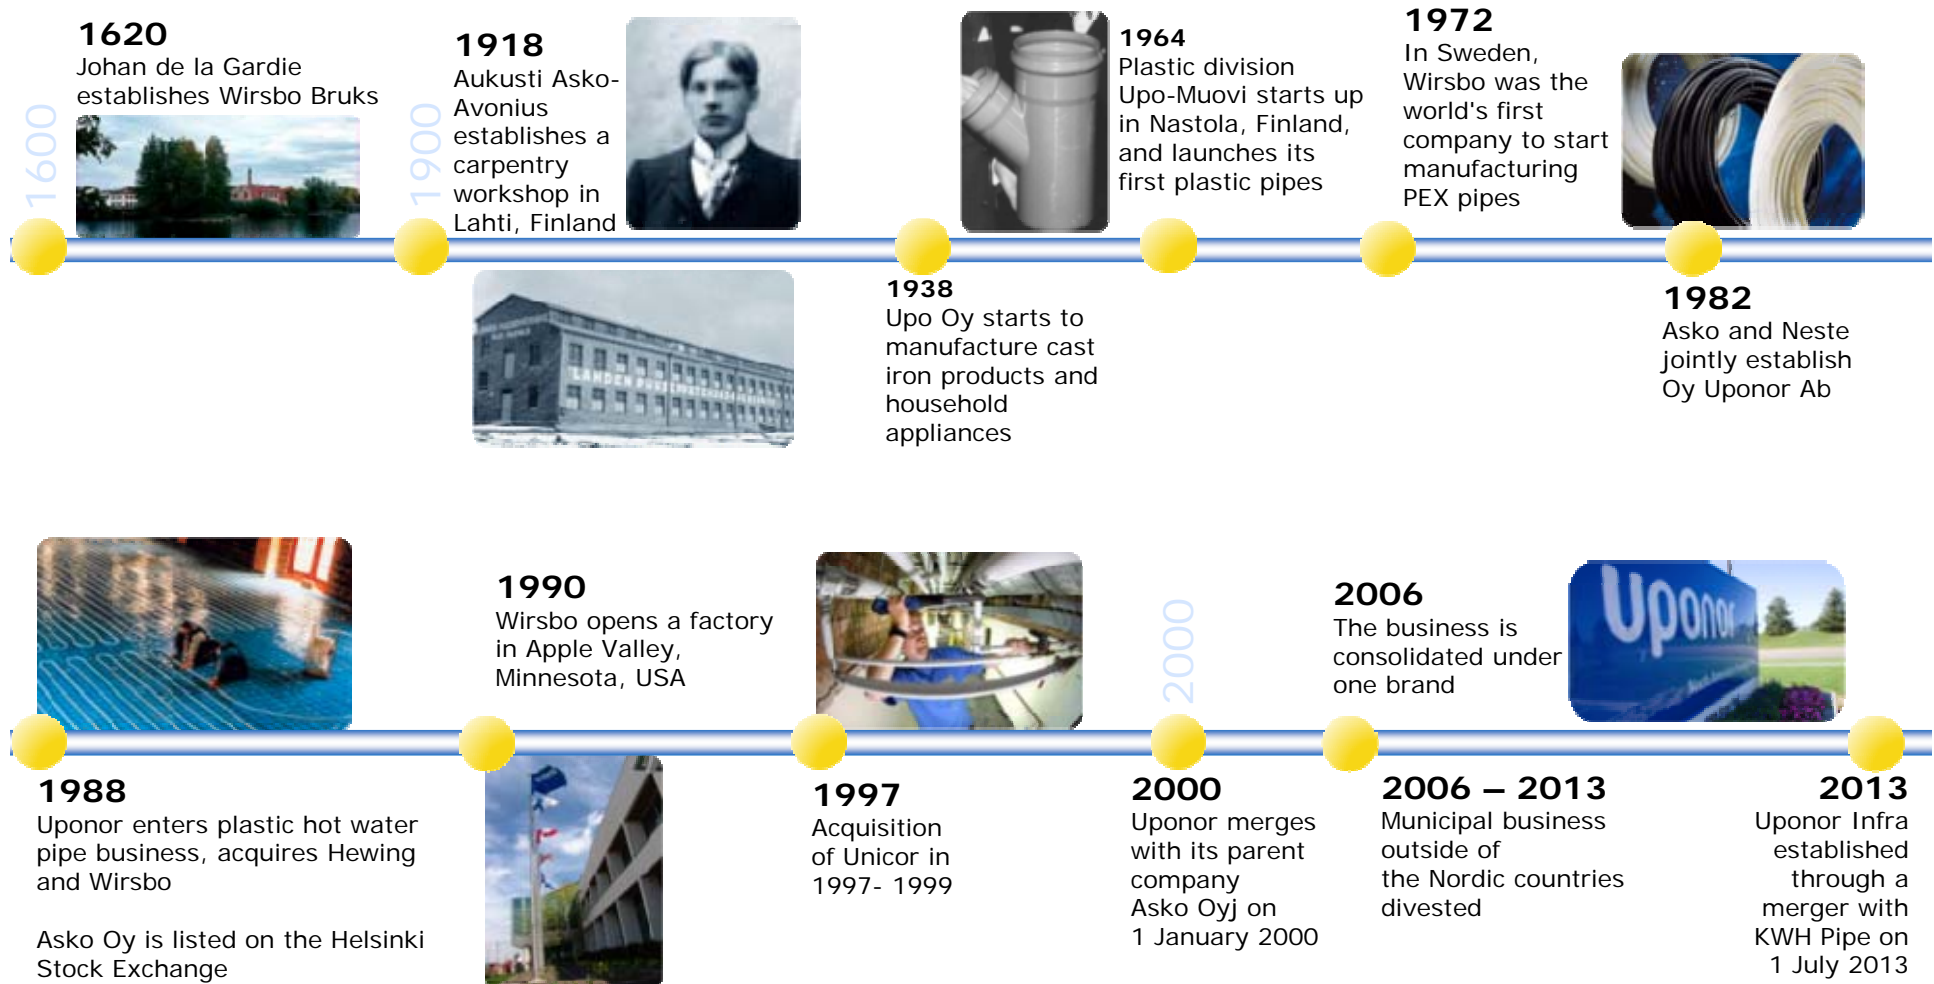 1600
1620
Johan de la Gardie
establishes Wirsbo Bruks
1900
1918
Aukusti Asko-
Avonius
establishes a
carpentry
workshop in
Lahti, Finland
1938
Upo Oy starts to
manufacture cast
iron products and
household
appliances
1964
Plastic division
Upo-Muovi starts up
in Nastola, Finland,
and launches its
first plastic pipes
1972
In Sweden,
Wirsbo was the
world's first
company to start
manufacturing
PEX pipes
1982
Asko and Neste
jointly establish
Oy Uponor Ab
1988
Uponor enters plastic hot water
pipe business, acquires Hewing
and Wirsbo
Asko Oy is listed on the Helsinki
Stock Exchange
1990
Wirsbo opens a factory
in Apple Valley,
Minnesota, USA
1997
Acquisition
of Unicor in
1997- 1999
2000
2000
Uponor merges
with its parent
company
Asko Oyj on
1 January 2000
2006
The business is
consolidated under
one brand
uponor
2006 – 2013
Municipal business
outside of
the Nordic countries
divested
2013
Uponor Infra
established
through a
merger with
KWH Pipe on
1 July 2013